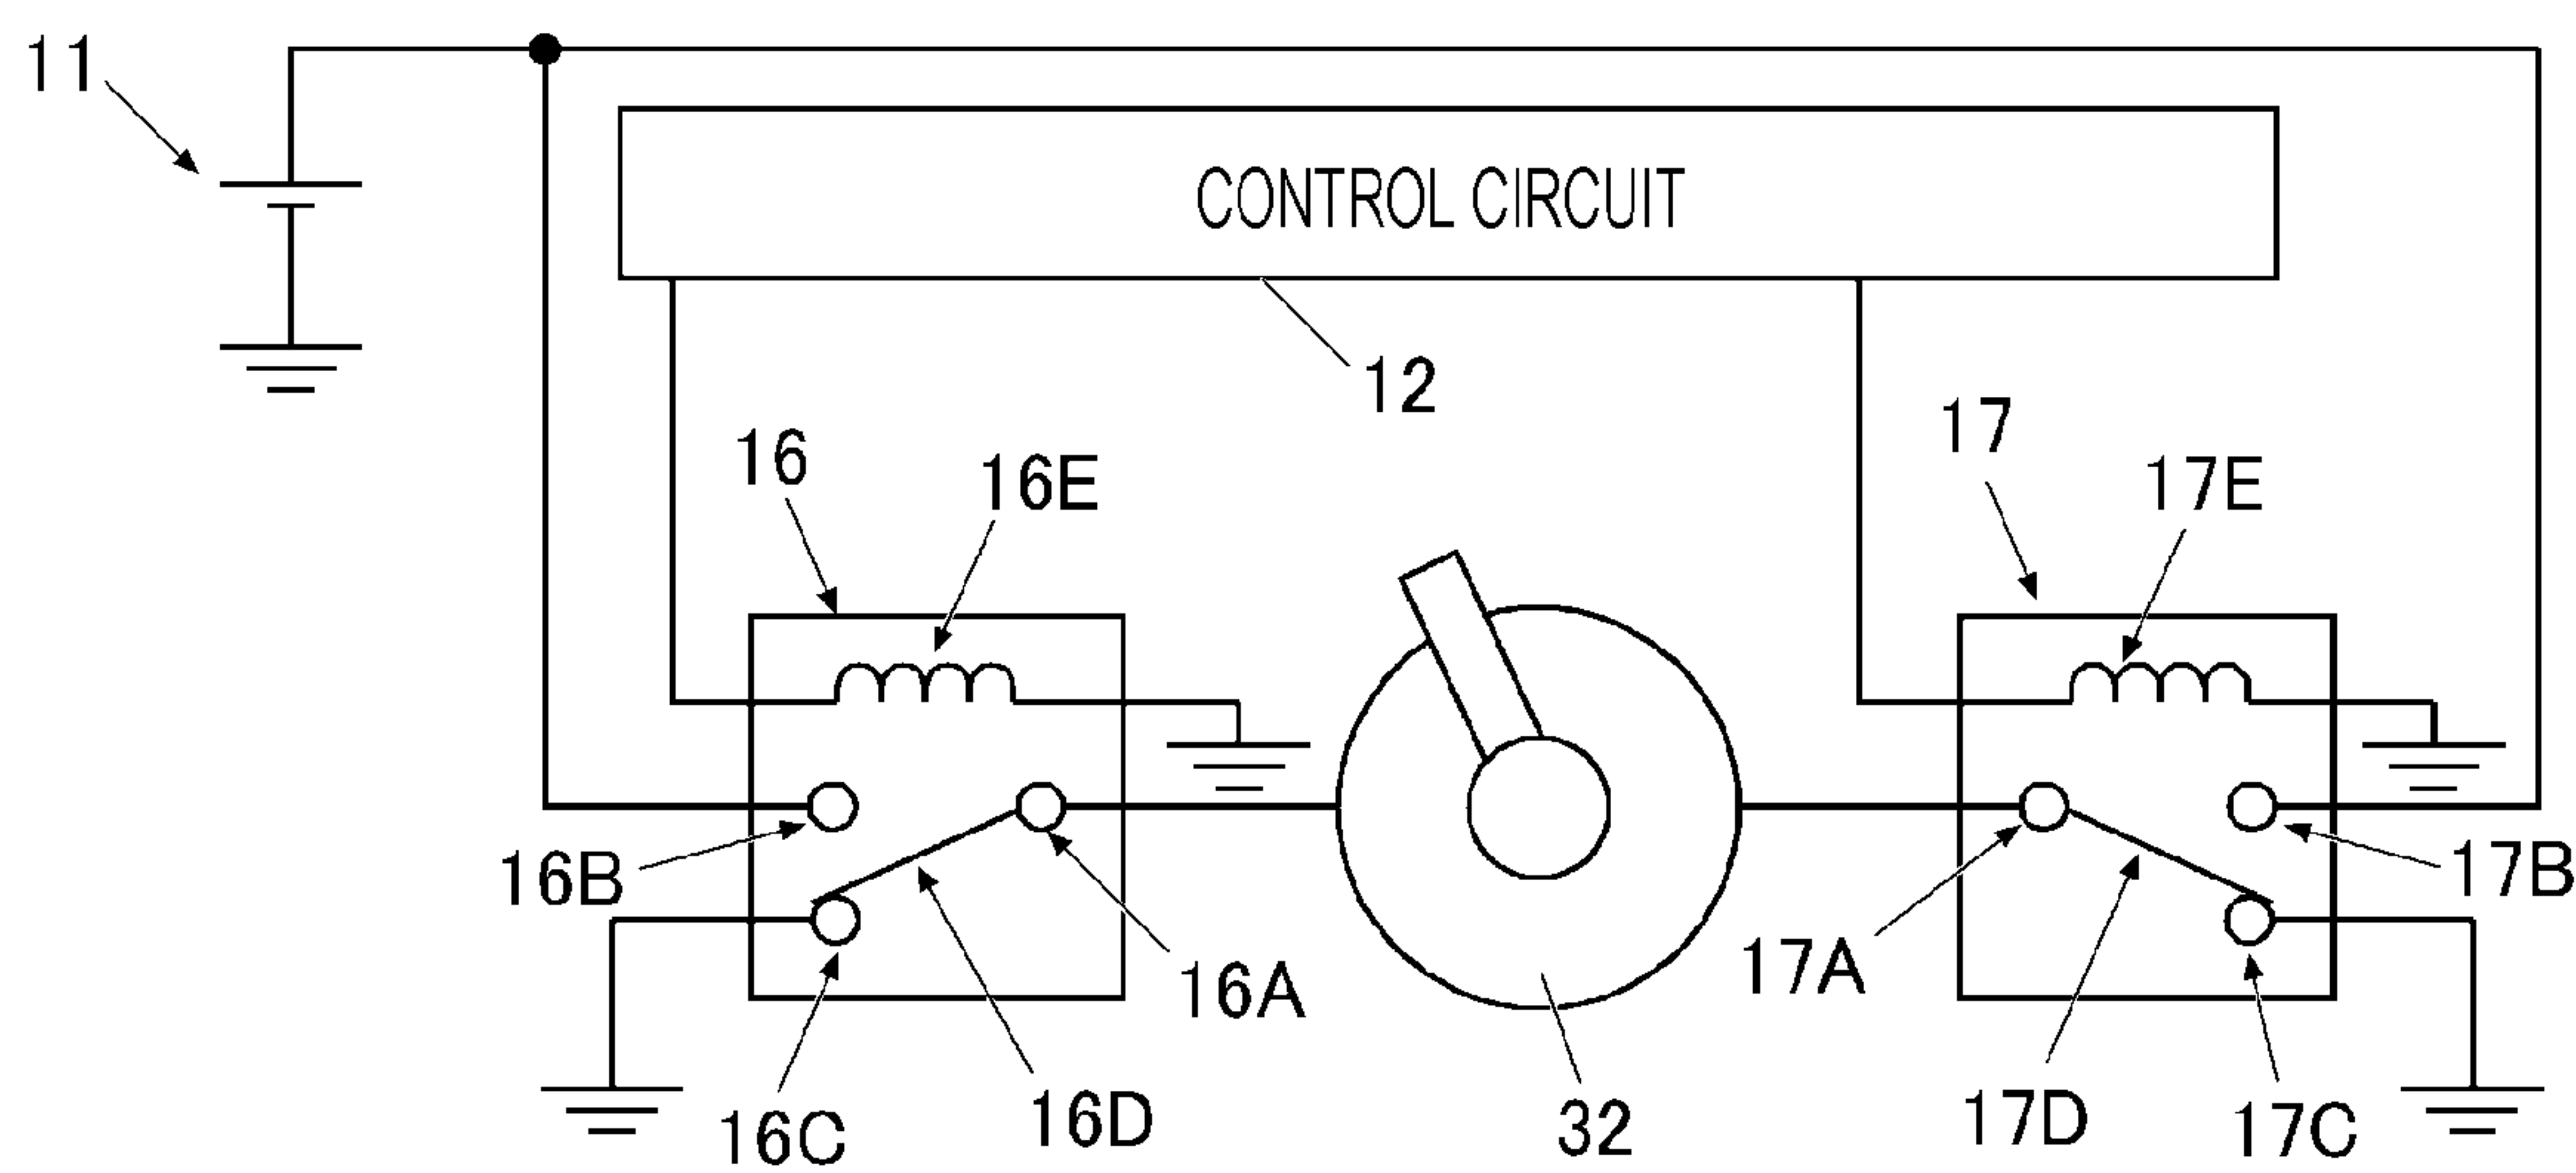 11
CONTROL CIRCUIT
12
16
16E
17
17E
16B
16A
17A
17B
16C
16D
32
17D
17C